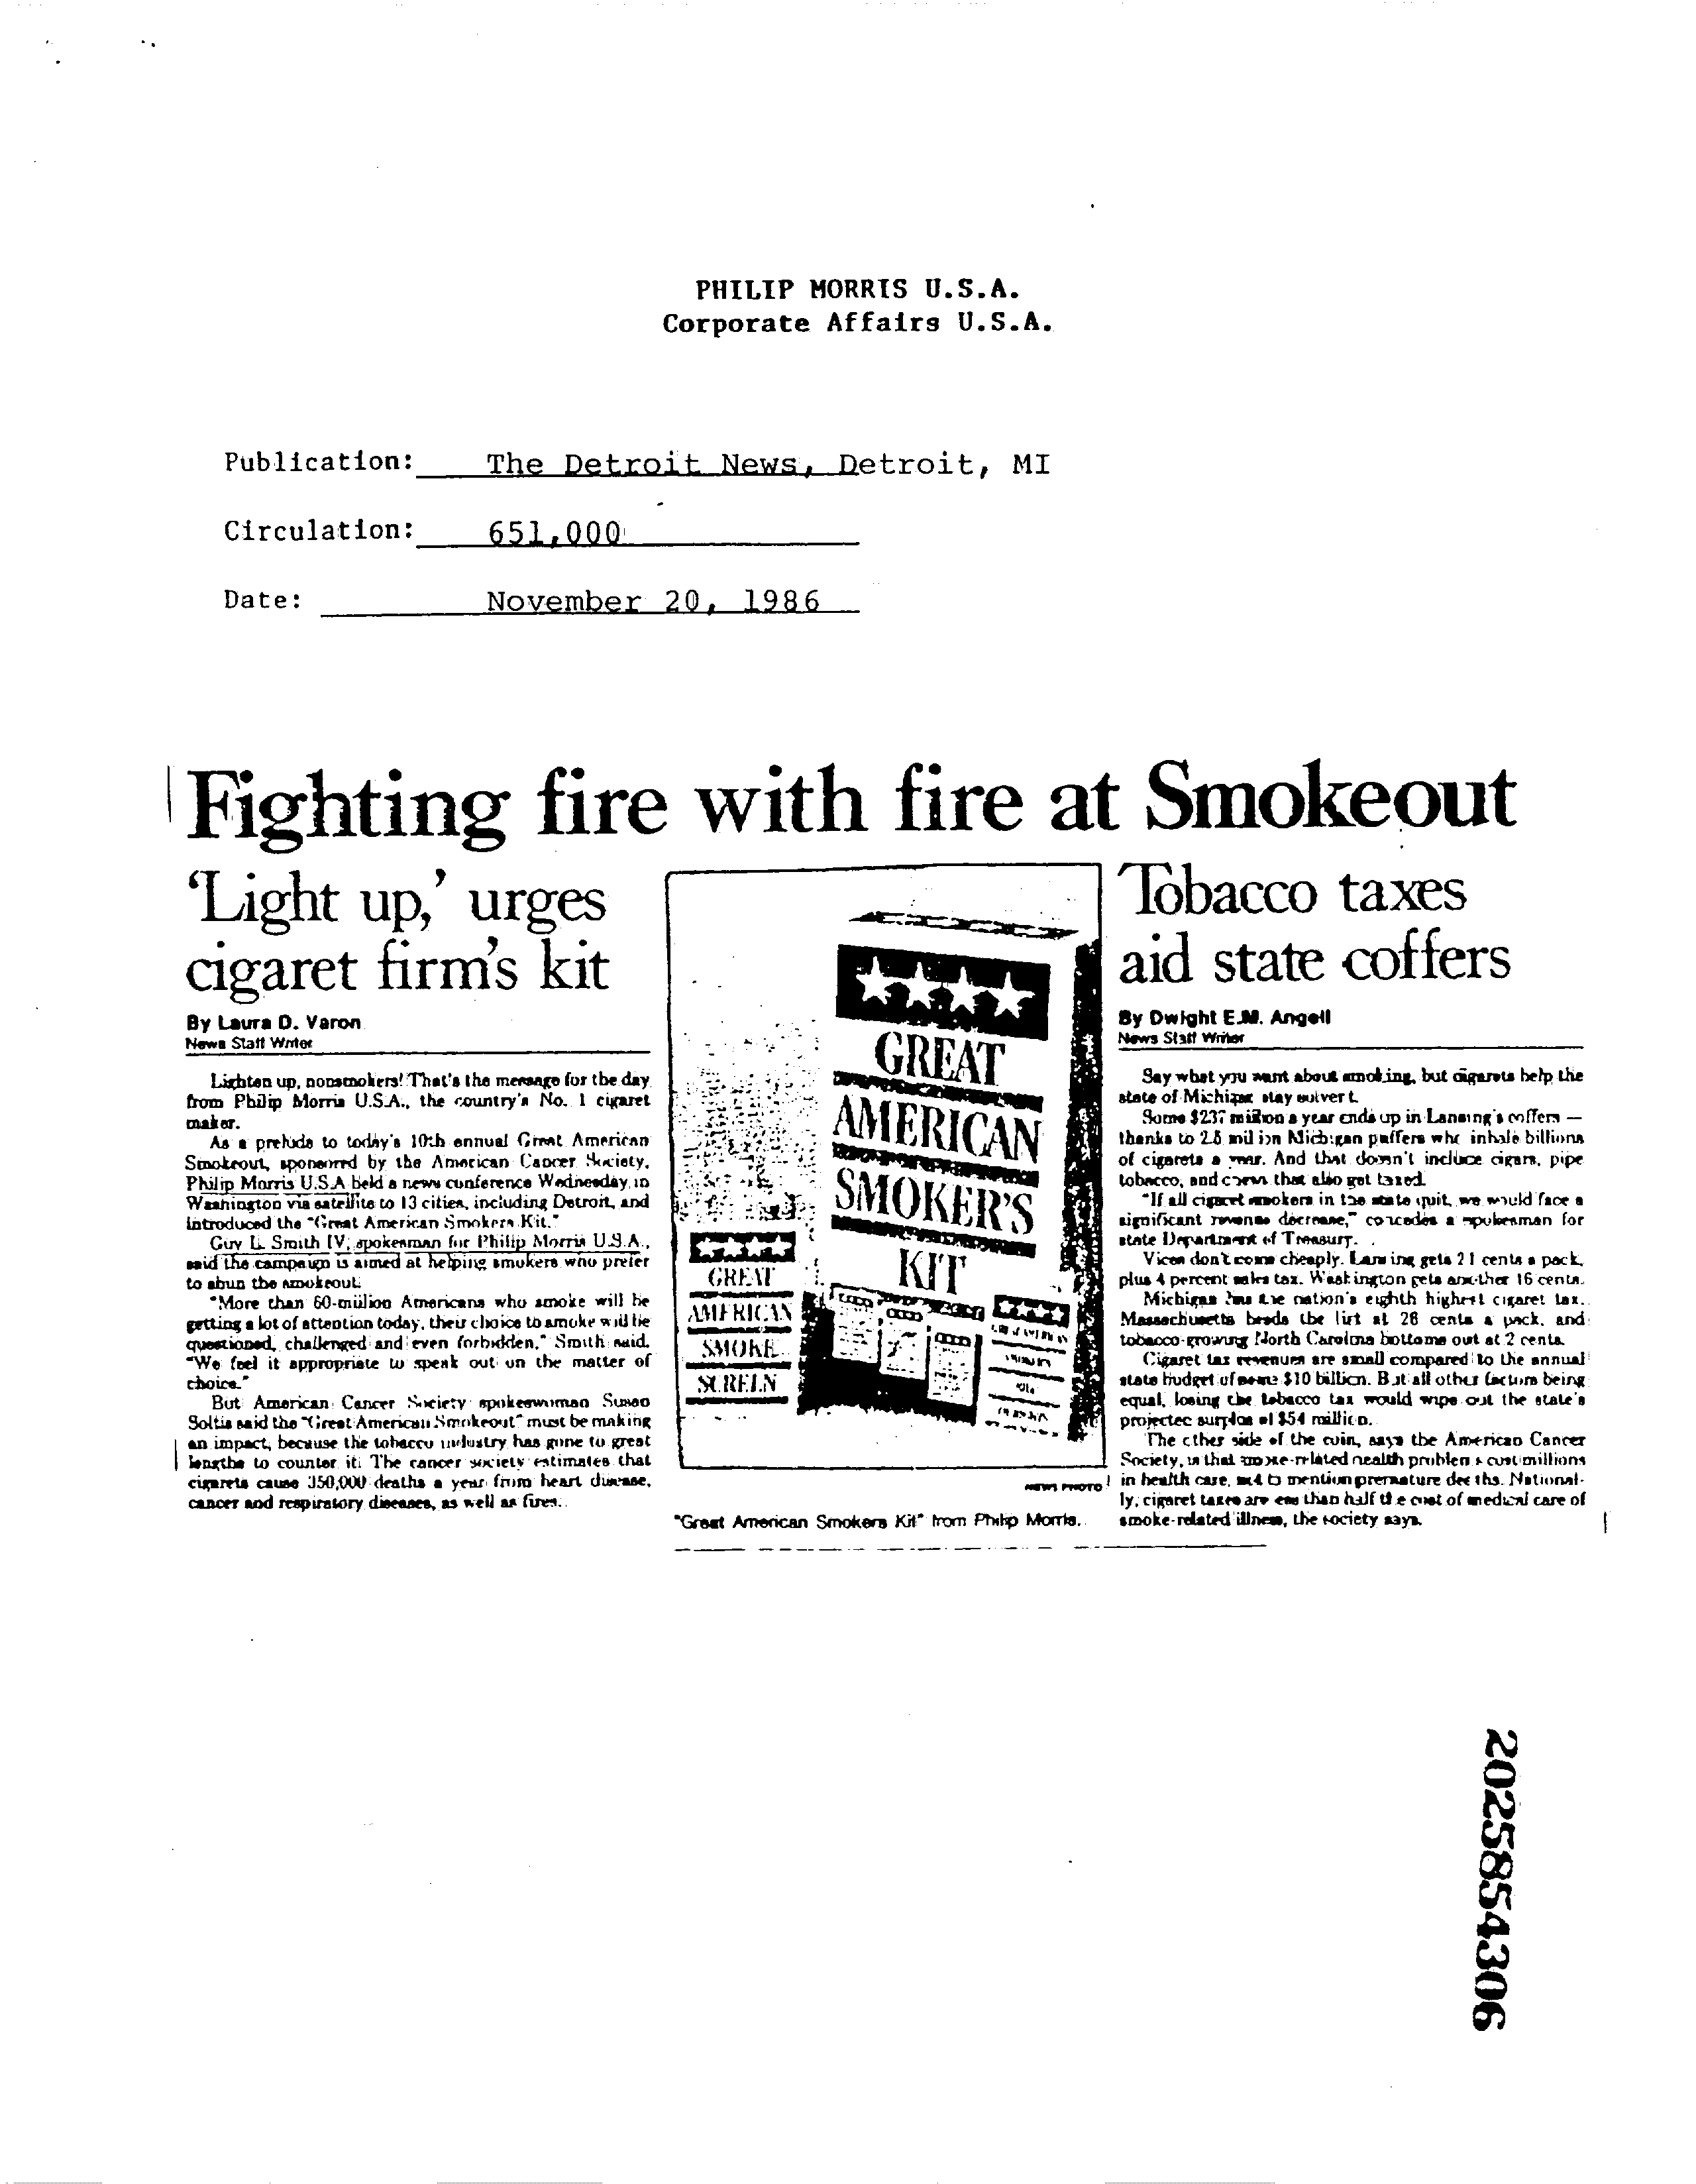 PHILIP MORRIS U.S.A.
Corporate Affairs U.S.A.
Publication: The Detroit News, Detroit, MI
Circulation: 651,000
Date: November 20, 1986
Fighting fire with fire at Smokeout
'Light up,' urges
cigaret firm's kit
By Laura D. Varon
News Staff Writer
Lighten up, nonsmokers! That's the message for the day
from Philip Morris U.S.A., the country's No. 1 cigaret
maker.
As a prelude to today's 10th annual Great American
Smokeout, sponsored by the American Cancer Society,
Philip Morris U.S.A held a news conference Wednesday in
Washington via satellite to 13 cities, including Detroit, and
introduced the "Great American Smokers Kit."
Guy L. Smith IV, spokesman for Philip Morris U.S.A.,
said the campaign is aimed at helping smokers who prefer
to shun the smokeout.
"More than 60-million Americans who smoke will be
getting a lot of attention today, their choice to smoke will be
questioned, challenged and even forbidden," Smith said.
"We feel it appropriate to speak out on the matter of
choice."
But American Cancer Society spokeswoman Susan
Soltis said the "Great American Smokeout" must be making
an impact, because the tobacco industry has gone to great
lengths to counter it. The cancer society estimates that
cigarets cause 350,000 deaths a year from heart disease,
cancer and respiratory diseases, as well as fires.
GREAT
AMERICAN
SMOKER'S
KIT
GREAT
AMERICAN
SMOKE
SCREEN
NEWS PHOTO
"Great American Smokers Kit" from Philip Morris.
Tobacco taxes
aid state coffers
By Dwight E.M. Angell
News Staff Writer
Say what you want about smoking, but cigarets help the
state of Michigan stay solvent.
Some $237 million a year ends up in Lansing's coffers —
thanks to 2.5 million Michigan puffers who inhale billions
of cigarets a year. And that doesn't include cigars, pipe
tobacco, and chews that also get taxed.
"If all cigaret smokers in the state quit, we would face a
significant revenue decrease," concedes a spokesman for
state Department of Treasury.
Vices don't come cheaply. Lansing gets 21 cents a pack,
plus 4 percent sales tax. Washington gets another 16 cents.
Michigan has the nation's eighth highest cigaret tax.
Massachusetts heads the list at 26 cents a pack, and
tobacco-growing North Carolina bottoms out at 2 cents.
Cigaret tax revenues are small compared to the annual
state budget of some $10 billion. But all other factors being
equal, losing the tobacco tax would wipe out the state's
projected surplus of $54 million.
The other side of the coin, says the American Cancer
Society, is that smoke-related health problems cost millions
in health care, not to mention premature deaths. National-
ly, cigaret taxes are less than half the cost of medical care of
smoke-related illness, the society says.
2025854306